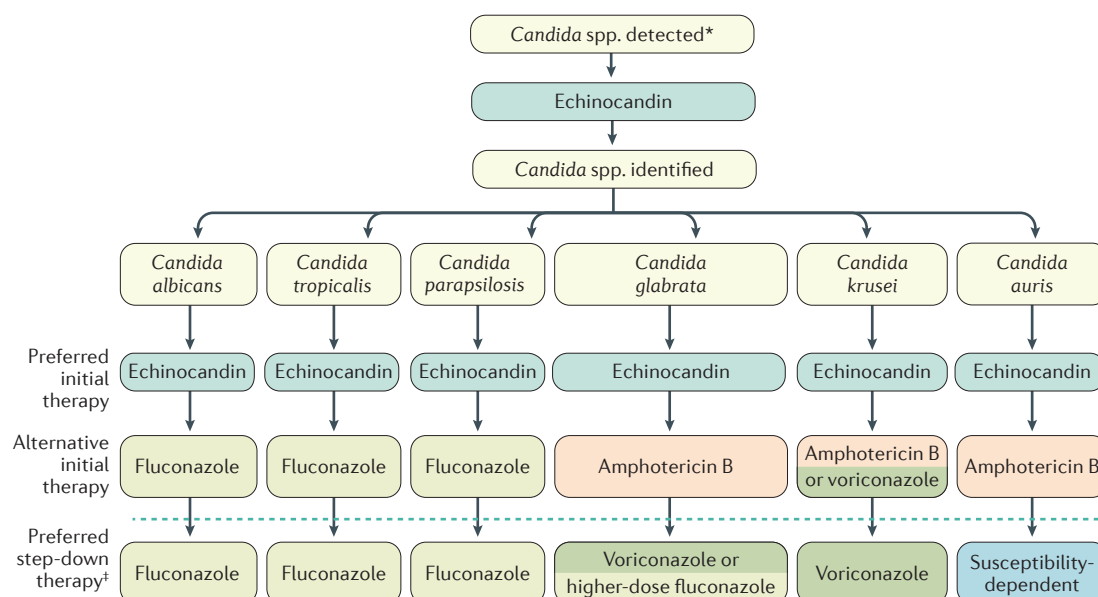 Candida spp. detected*
Echinocandin
Candida spp. identified
Candida
albicans
Candida
tropicalis
Candida
parapsilosis
Candida
glabrata
Candida
krusei
Candida
auris
Preferred
initial
therapy
Echinocandin
Echinocandin
Echinocandin
Echinocandin
Echinocandin
Echinocandin
Alternative
initial
therapy
Fluconazole
Fluconazole
Fluconazole
Amphotericin B
Amphotericin B
or voriconazole
Amphotericin B
Preferred
step-down
therapy‡
Fluconazole
Fluconazole
Fluconazole
Voriconazole or
higher-dose fluconazole
Voriconazole
Susceptibility-
dependent